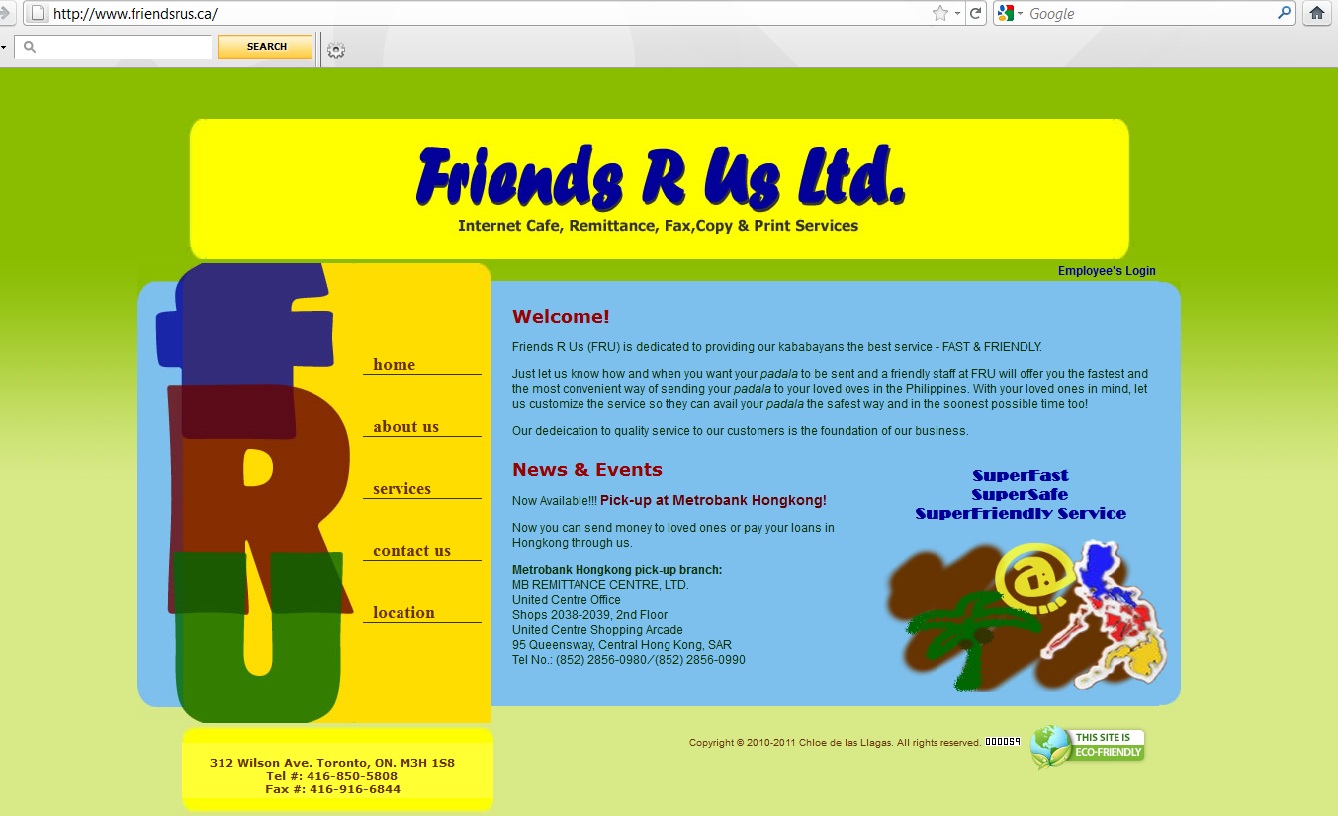 http://www.friendsrus.ca/
Google
SEARCH
Friends R Us Ltd.
Internet Cafe, Remittance, Fax,Copy & Print Services
Employee's Login
FRU
home
about us
services
contact us
location
Welcome!
Friends R Us (FRU) is dedicated to providing our kababayans the best service - FAST & FRIENDLY.
Just let us know how and when you want your padala to be sent and a friendly staff at FRU will offer you the fastest and
the most convenient way of sending your padala to your loved oves in the Philippines. With your loved ones in mind, let
us customize the service so they can avail your padala the safest way and in the soonest possible time too!
Our dedeication to quality service to our customers is the foundation of our business.
News & Events
Now Available!!! Pick-up at Metrobank Hongkong!
Now you can send money to loved ones or pay your loans in
Hongkong through us.
Metrobank Hongkong pick-up branch:
MB REMITTANCE CENTRE, LTD.
United Centre Office
Shops 2038-2039, 2nd Floor
United Centre Shopping Arcade
95 Queensway, Central Hong Kong, SAR
Tel No.: (852) 2856-0980/(852) 2856-0990
SuperFast
SuperSafe
SuperFriendly Service
@
312 Wilson Ave. Toronto, ON. M3H 1S8
Tel #: 416-850-5808
Fax #: 416-916-6844
Copyright © 2010-2011 Chloe de las Llagas. All rights reserved. 000059
THIS SITE IS
ECO-FRIENDLY